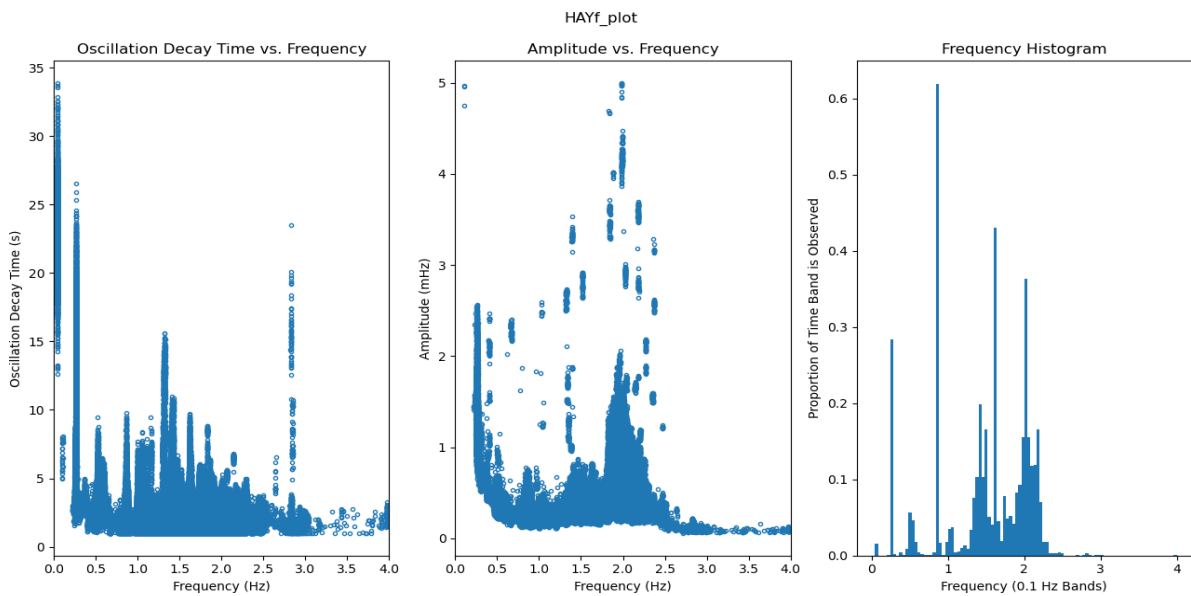 HAYf_plot
Oscillation Decay Time vs. Frequency
Oscillation Decay Time (s)
35
30
25
20
15
10
5
0
0.0 0.5 1.0 1.5 2.0 2.5 3.0 3.5 4.0
Frequency (Hz)
Amplitude vs. Frequency
Amplitude (mHz)
5
4
3
2
1
0
0.0 0.5 1.0 1.5 2.0 2.5 3.0 3.5 4.0
Frequency (Hz)
Frequency Histogram
Proportion of Time Band is Observed
0.6
0.5
0.4
0.3
0.2
0.1
0.0
0 1 2 3 4
Frequency (0.1 Hz Bands)